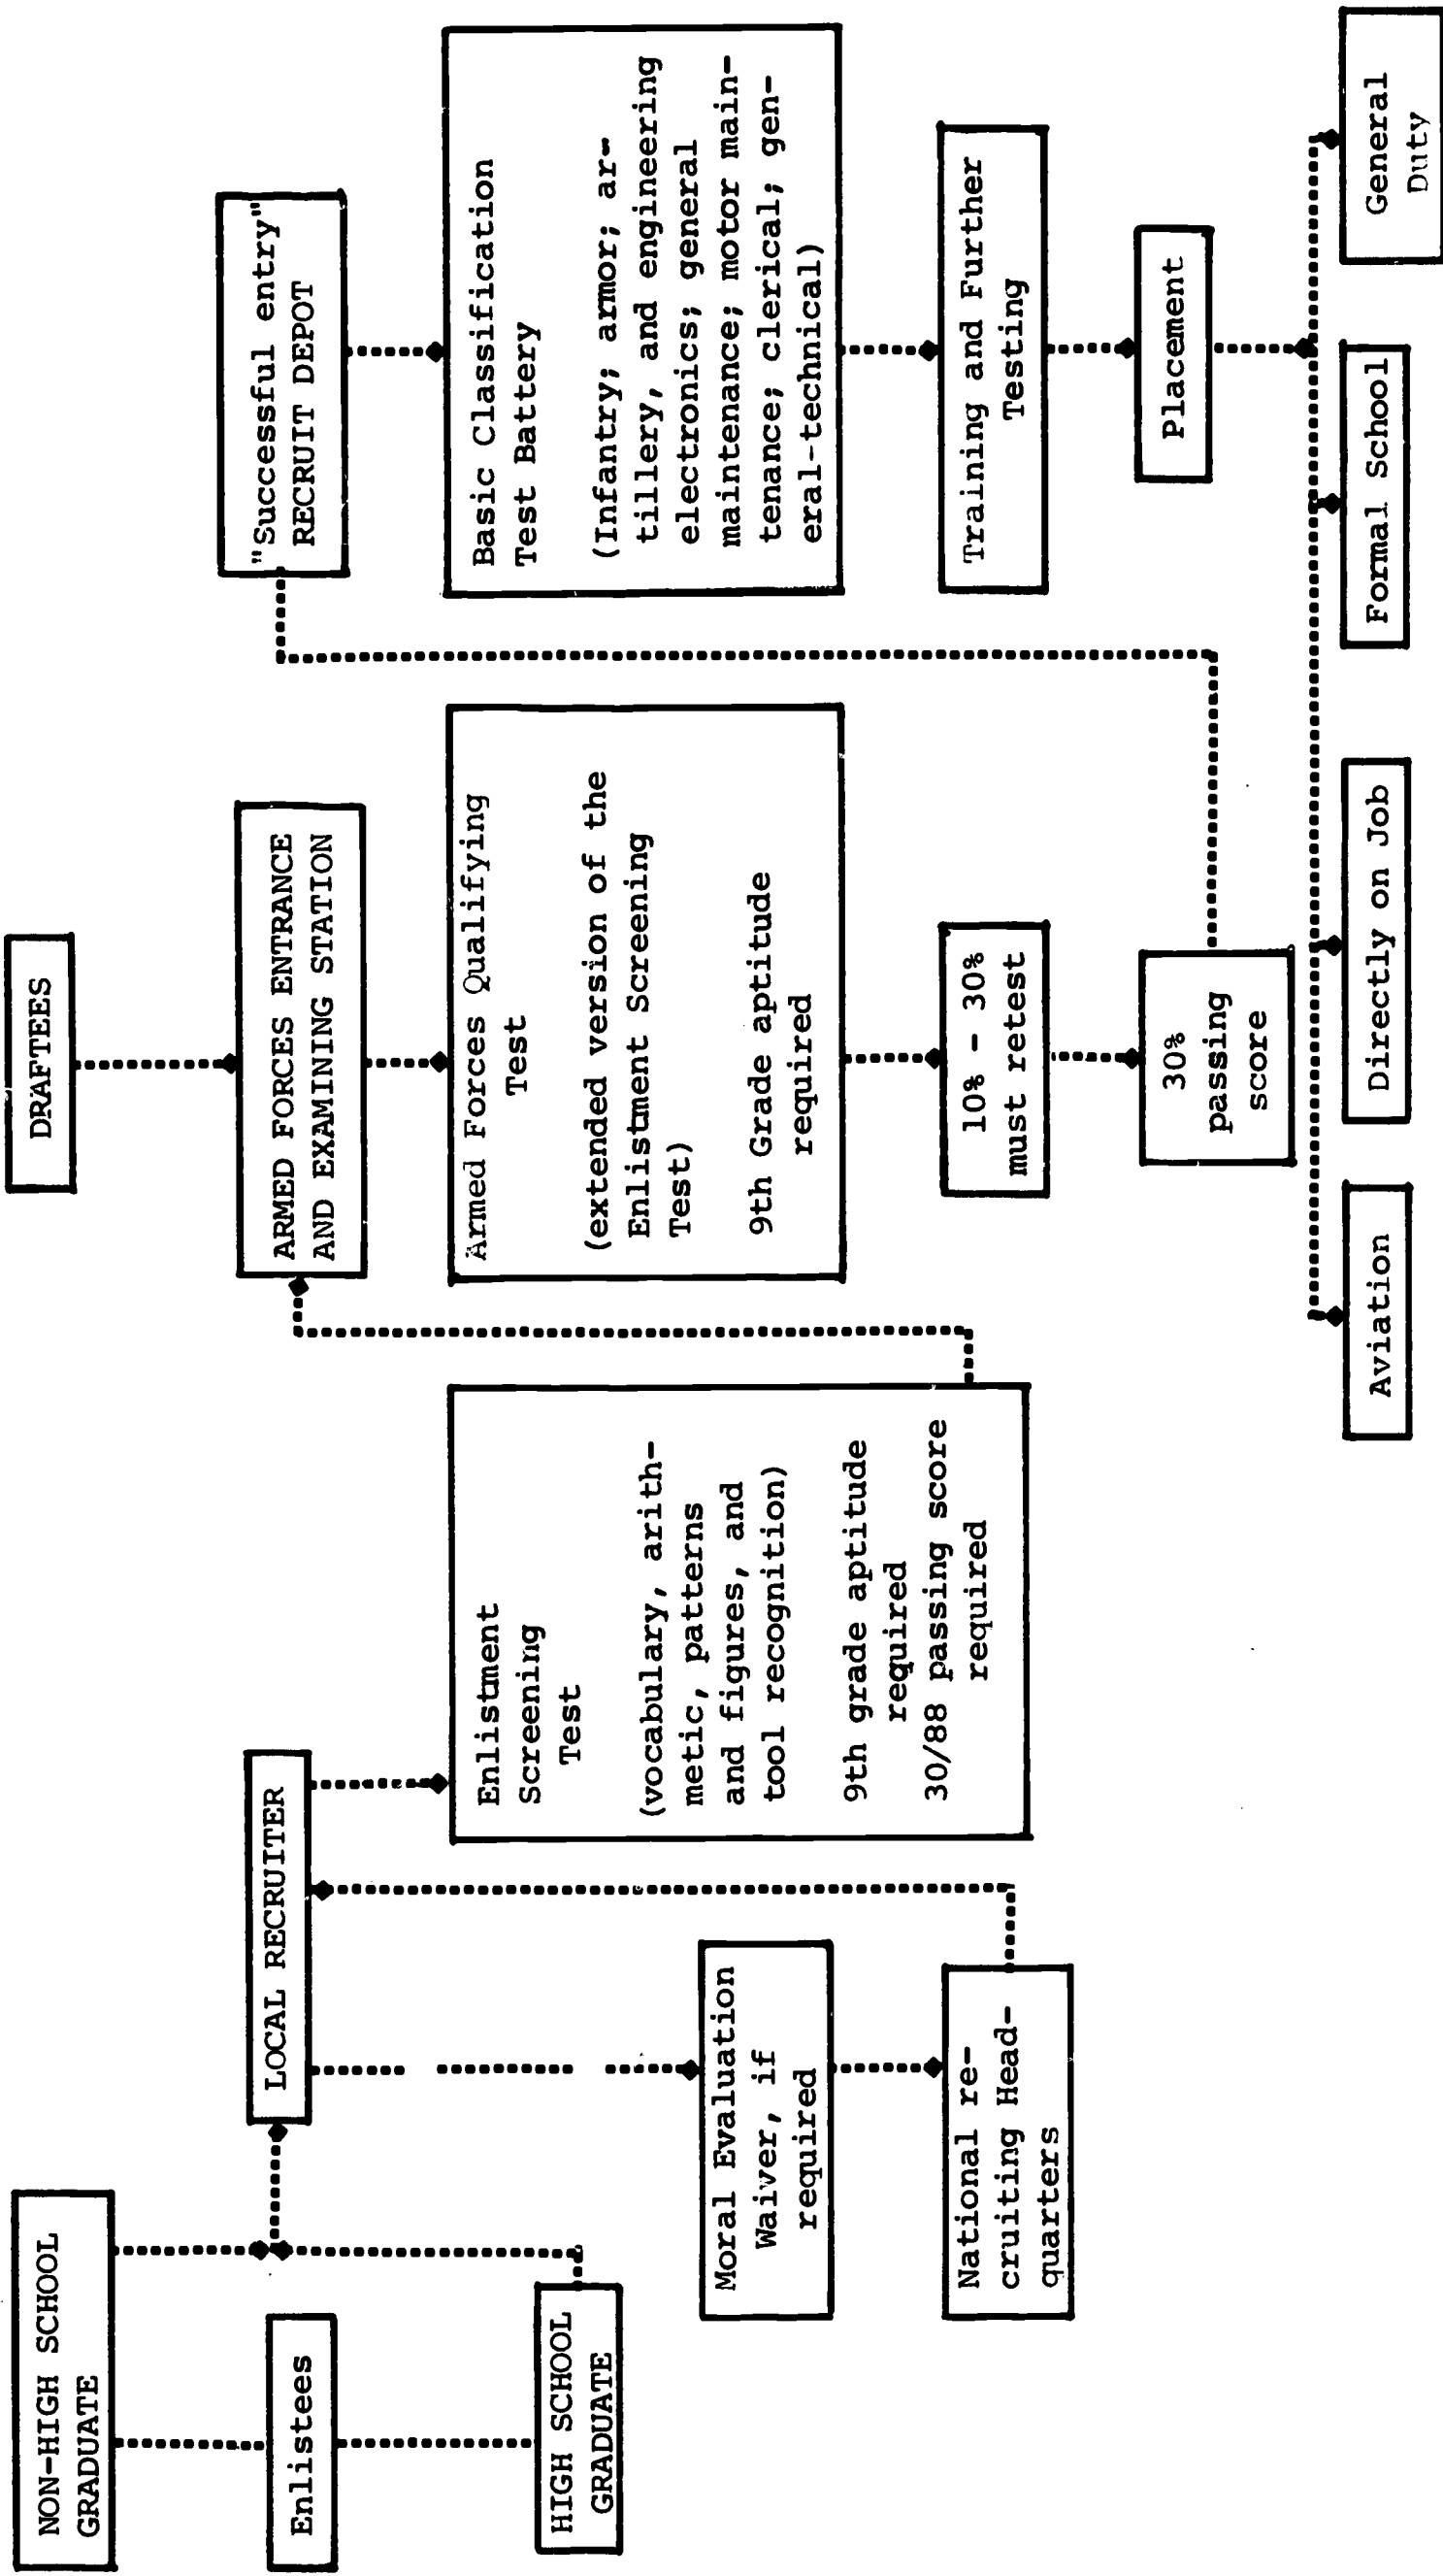 NON-HIGH SCHOOL
GRADUATE
Enlistees
HIGH SCHOOL
GRADUATE
LOCAL RECRUITER
Moral Evaluation
Waiver, if
required
National re-
cruiting Head-
quarters
Enlistment
Screening
Test
(vocabulary, arith-
metic, patterns
and figures, and
tool recognition)
9th grade aptitude
required
30/88 passing score
required
DRAFTEES
ARMED FORCES ENTRANCE
AND EXAMINING STATION
Armed Forces Qualifying
Test
(extended version of the
Enlistment Screening
Test)
9th Grade aptitude
required
10% - 30%
must retest
30%
passing
score
"Successful entry"
RECRUIT DEPOT
Basic Classification
Test Battery
(Infantry; armor; ar-
tillery, and engineering
electronics; general
maintenance; motor main-
tenance; clerical; gen-
eral-technical)
Training and Further
Testing
Placement
Aviation
Directly on Job
Formal School
General
Duty